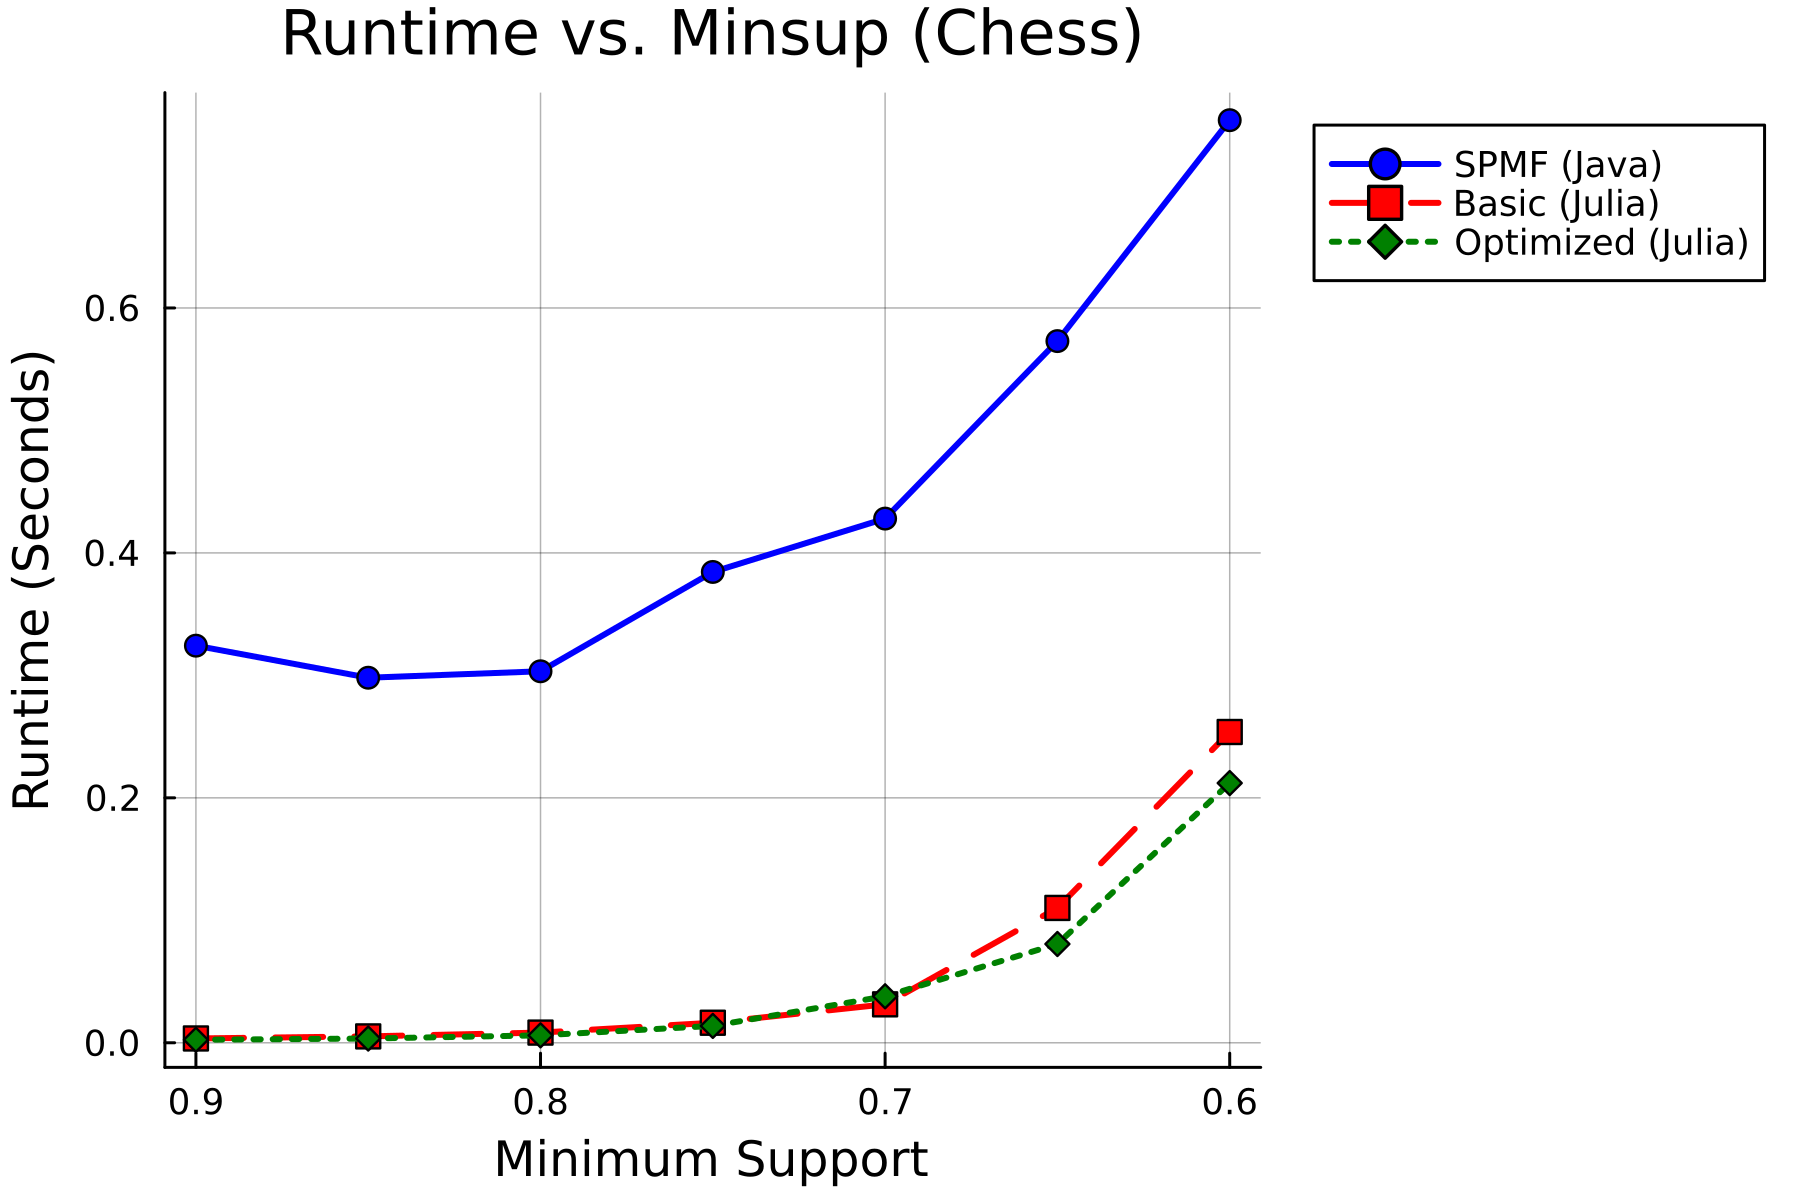 Runtime vs. Minsup (Chess)
SPMF (Java)
Basic (Julia)
Optimized (Julia)
Runtime (Seconds)
0.6
0.4
0.2
0.0
0.9 0.8 0.7 0.6
Minimum Support